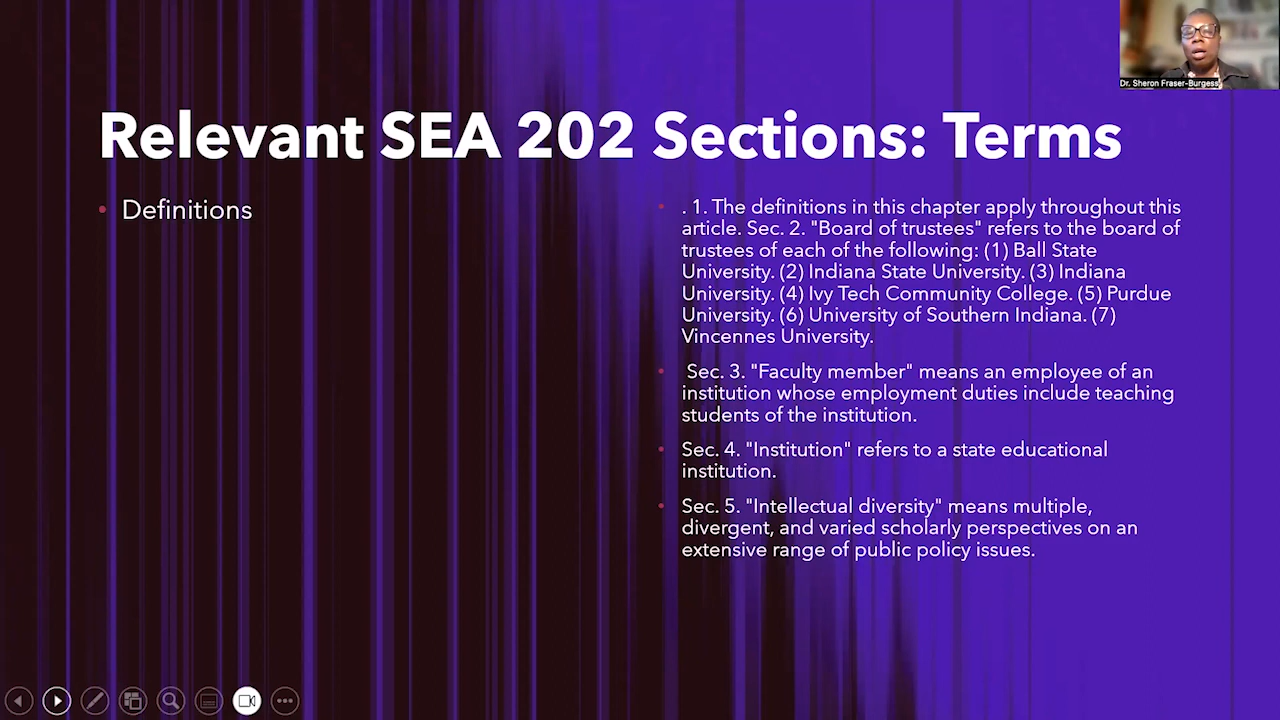 Dr. Sheron Fraser-Burgess
Relevant SEA 202 Sections: Terms
• Definitions
• . 1. The definitions in this chapter apply throughout this
article. Sec. 2. "Board of trustees" refers to the board of
trustees of each of the following: (1) Ball State
University. (2) Indiana State University. (3) Indiana
University. (4) Ivy Tech Community College. (5) Purdue
University. (6) University of Southern Indiana. (7)
Vincennes University.
• Sec. 3. "Faculty member" means an employee of an
institution whose employment duties include teaching
students of the institution.
• Sec. 4. "Institution" refers to a state educational
institution.
• Sec. 5. "Intellectual diversity" means multiple,
divergent, and varied scholarly perspectives on an
extensive range of public policy issues.